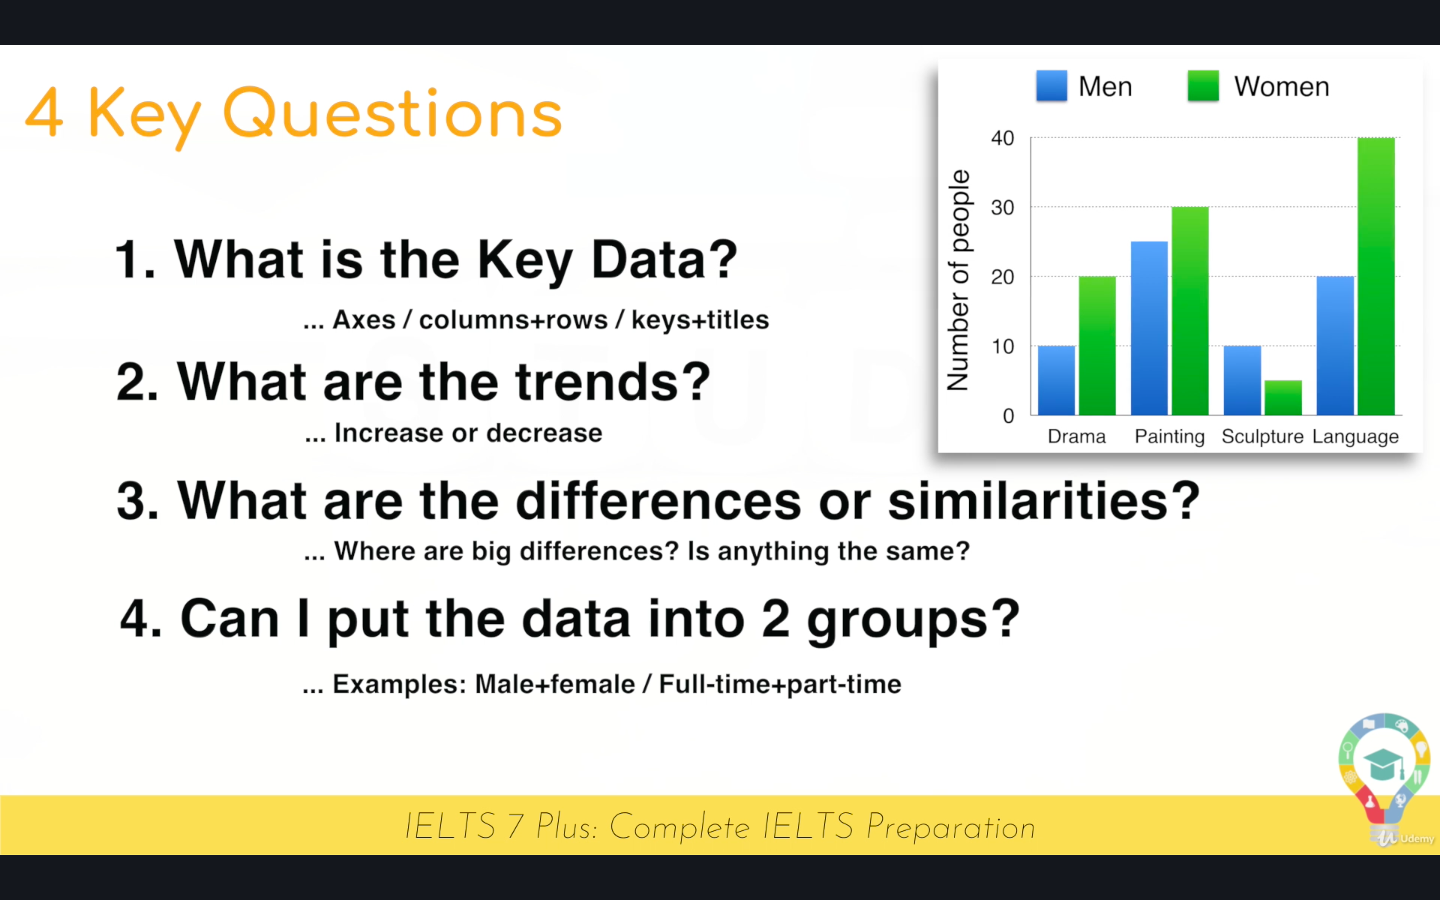 4 Key Questions
1. What is the Key Data?
... Axes / columns+rows / keys+titles
2. What are the trends?
... Increase or decrease
3. What are the differences or similarities?
... Where are big differences? Is anything the same?
4. Can I put the data into 2 groups?
... Examples: Male+female / Full-time+part-time
Men Women
Number of people
40
30
20
10
0
Drama Painting Sculpture Language
IELTS 7 Plus: Complete IELTS Preparation
Udemy